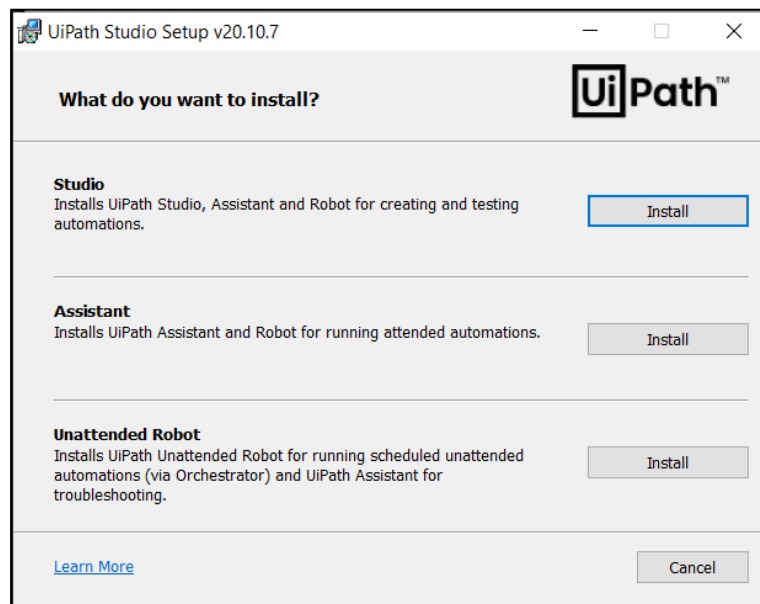 UiPath Studio Setup v20.10.7
What do you want to install?
UiPath™
Studio
Installs UiPath Studio, Assistant and Robot for creating and testing
automations.
Install
Assistant
Installs UiPath Assistant and Robot for running attended automations.
Install
Unattended Robot
Installs UiPath Unattended Robot for running scheduled unattended
automations (via Orchestrator) and UiPath Assistant for
troubleshooting.
Install
Learn More
Cancel